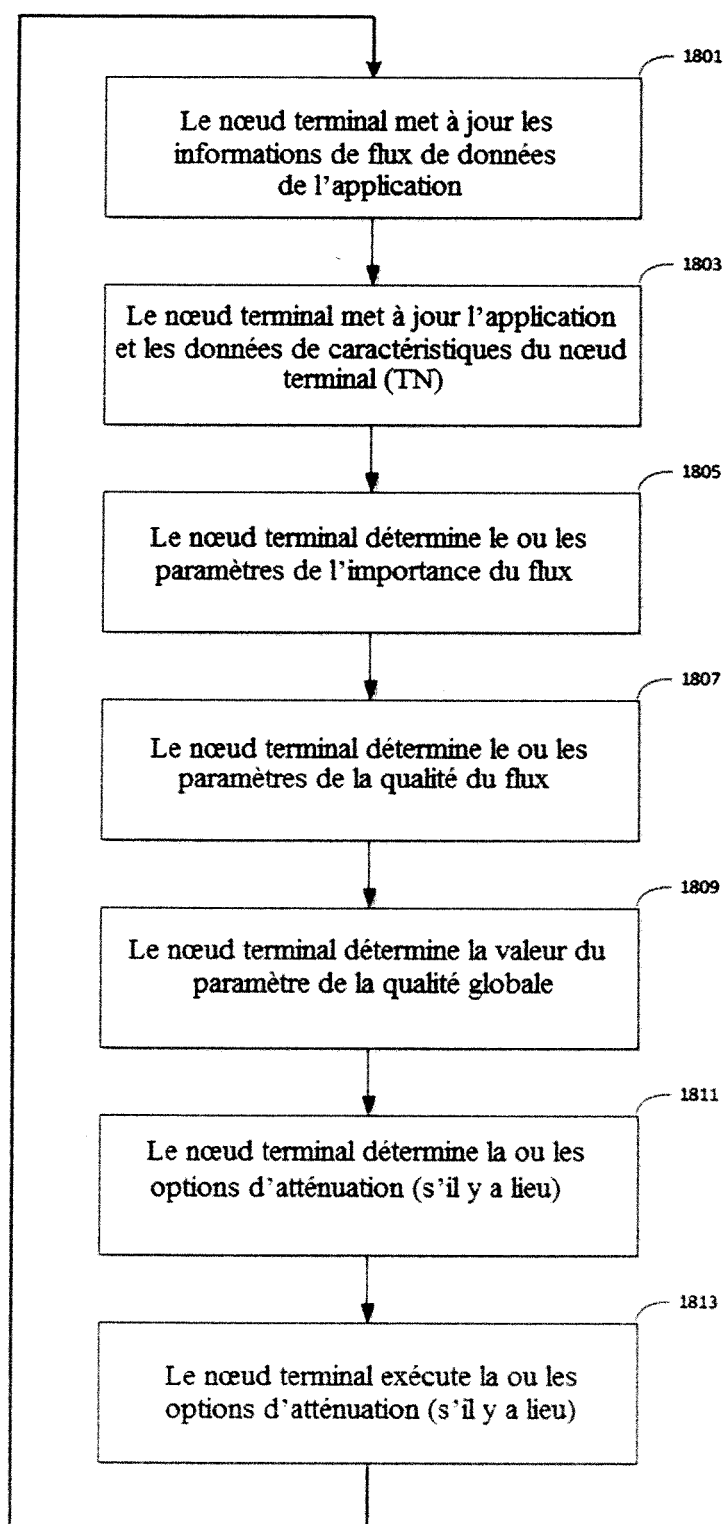 1801
Le nœud terminal met à jour les
informations de flux de données
de l’application
1803
Le nœud terminal met à jour l’application
et les données de caractéristiques du nœud
terminal (TN)
1805
Le nœud terminal détermine le ou les
paramètres de l’importance du flux
1807
Le nœud terminal détermine le ou les
paramètres de la qualité du flux
1809
Le nœud terminal détermine la valeur du
paramètre de la qualité globale
1811
Le nœud terminal détermine la ou les
options d’atténuation (s’il y a lieu)
1813
Le nœud terminal exécute la ou les
options d’atténuation (s’il y a lieu)